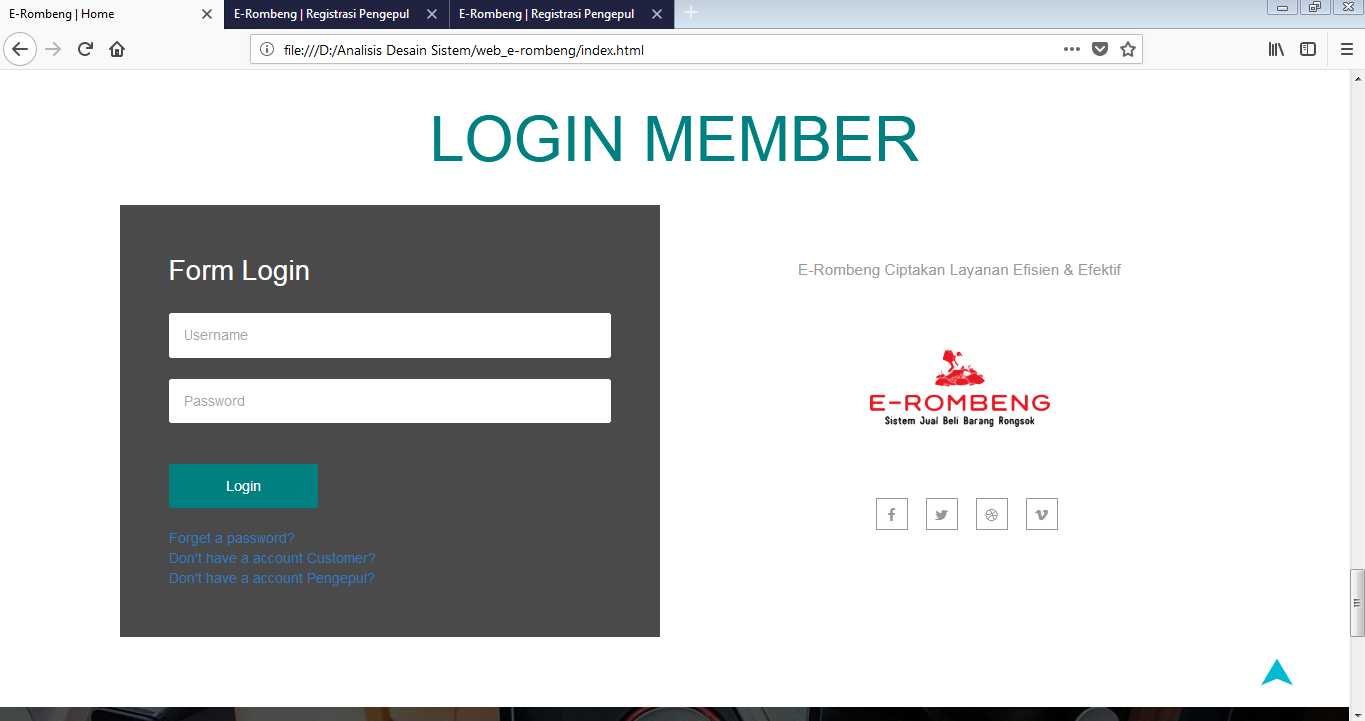 E-Rombeng | Home
E-Rombeng | Registrasi Pengepul
E-Rombeng | Registrasi Pengepul
file:///D:/Analisis Desain Sistem/web_e-rombeng/index.html
LOGIN MEMBER
Form Login
Username
Password
Login
Forget a password?
Don't have a account Customer?
Don't have a account Pengepul?
E-Rombeng Ciptakan Layanan Efisien & Efektif
E-ROMBENG
Sistem Jual Beli Barang Rongsok